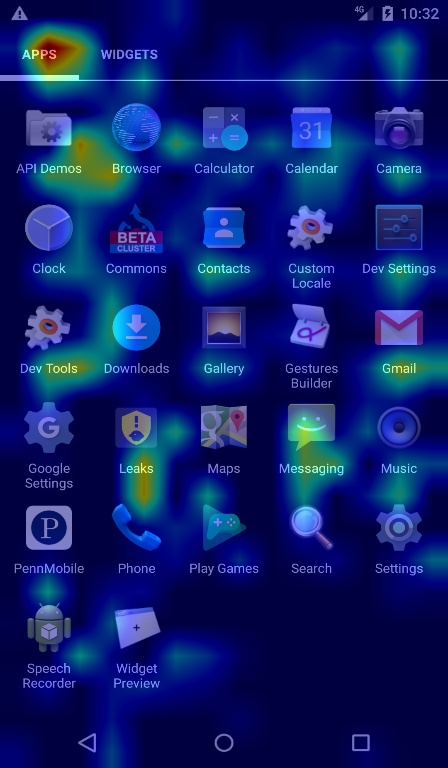 4G 10:32
APPS WIDGETS
31
API Demos Browser Calculator Calendar Camera
BETA
CLUSTER
Clock Commons Contacts Custom Locale Dev Settings
Dev Tools Downloads Gallery Gestures Builder Gmail
G
g
Google Settings Leaks Maps Messaging Music
P
PennMobile Phone Play Games Search Settings
Speech Recorder Widget Preview